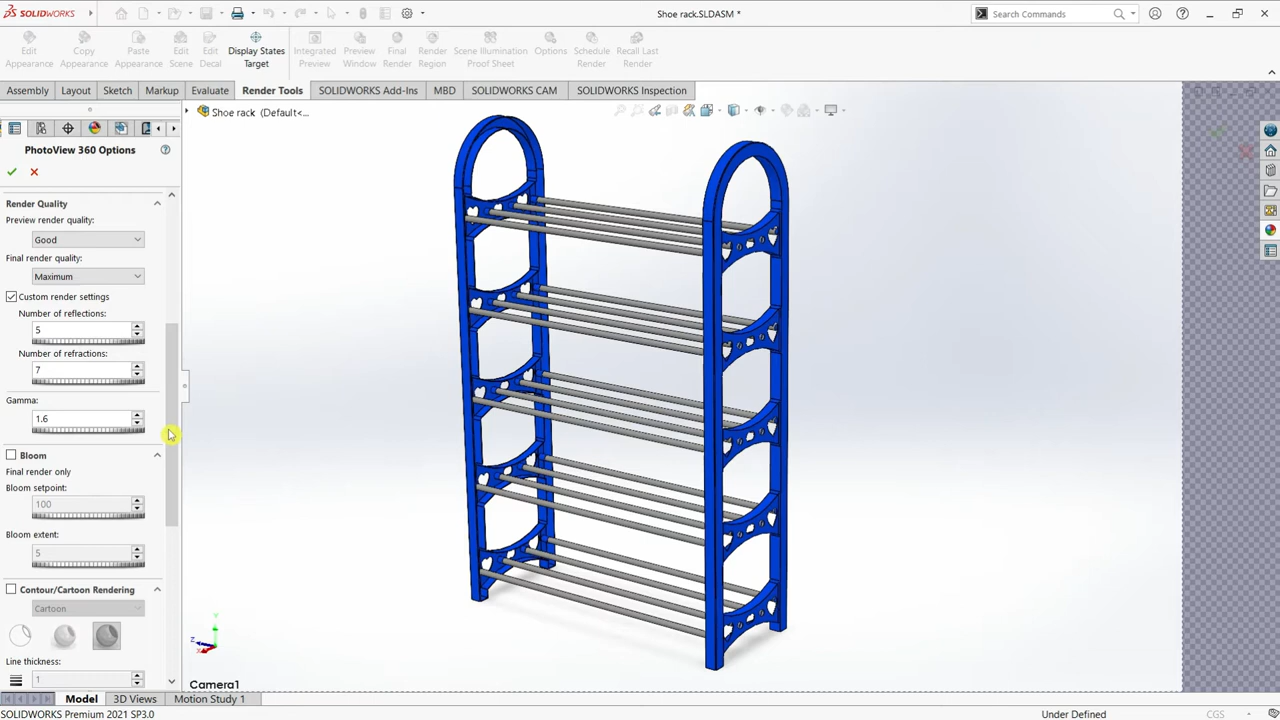 SOLIDWORKS
Shoe rack.SLDASM *
Search Commands
Edit Appearance
Copy Appearance
Paste Appearance
Edit Scene
Edit Decal
Display States Target
Integrated Preview
Preview Window
Final Render
Render Region
Scene Illumination Proof Sheet
Options
Schedule Render
Recall Last Render
Assembly Layout Sketch Markup Evaluate Render Tools SOLIDWORKS Add-Ins MBD SOLIDWORKS CAM SOLIDWORKS Inspection
Shoe rack (Default<...
PhotoView 360 Options
Render Quality
Preview render quality:
Good
Final render quality:
Maximum
Custom render settings
Number of reflections:
5
Number of refractions:
7
Gamma:
1.6
Bloom
Final render only
Bloom setpoint:
100
Bloom extent:
5
Contour/Cartoon Rendering
Cartoon
Line thickness:
1
Y
Z
X
Camera1
Model 3D Views Motion Study 1
SOLIDWORKS Premium 2021 SP3.0
Under Defined
CGS